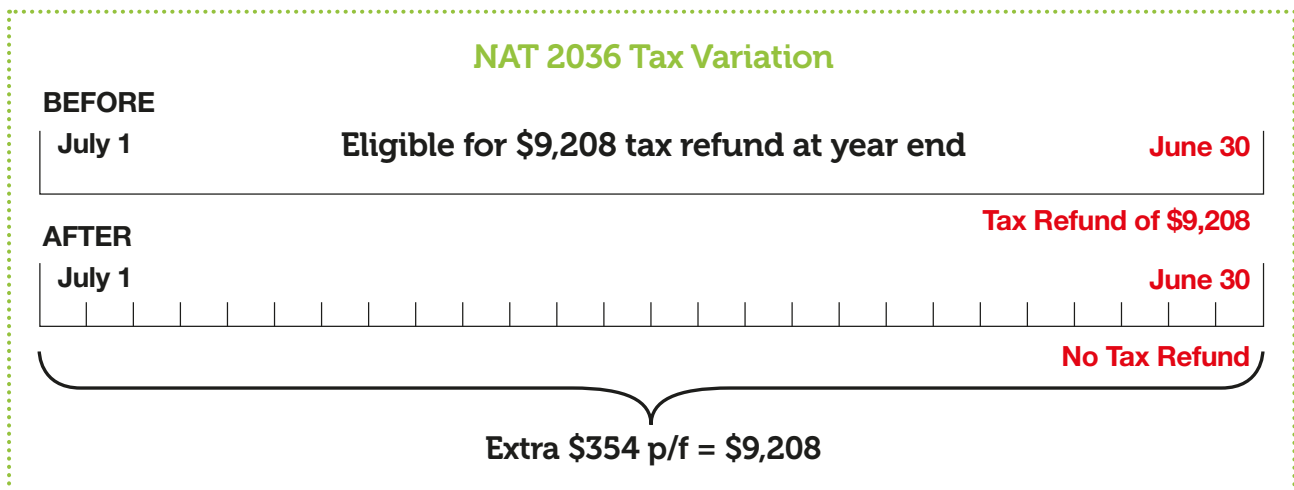 NAT 2036 Tax Variation
BEFORE
July 1 Eligible for $9,208 tax refund at year end June 30
Tax Refund of $9,208
AFTER
July 1 June 30
No Tax Refund
Extra $354 p/f = $9,208